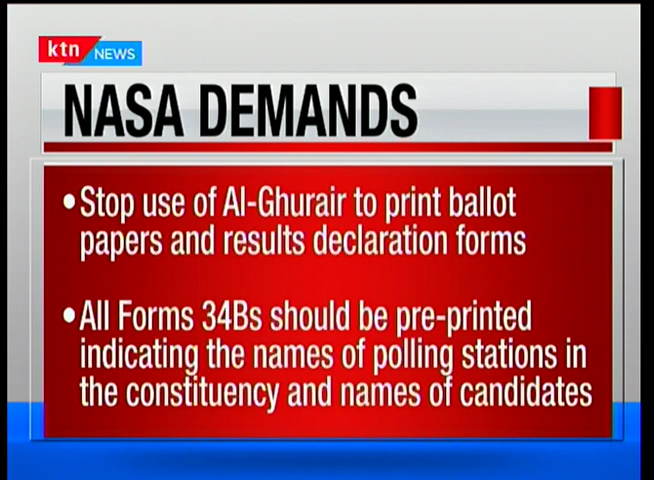 ktn NEWS
NASA DEMANDS
•Stop use of Al-Ghurair to print ballot
papers and results declaration forms
•All Forms 34Bs should be pre-printed
indicating the names of polling stations in
the constituency and names of candidates